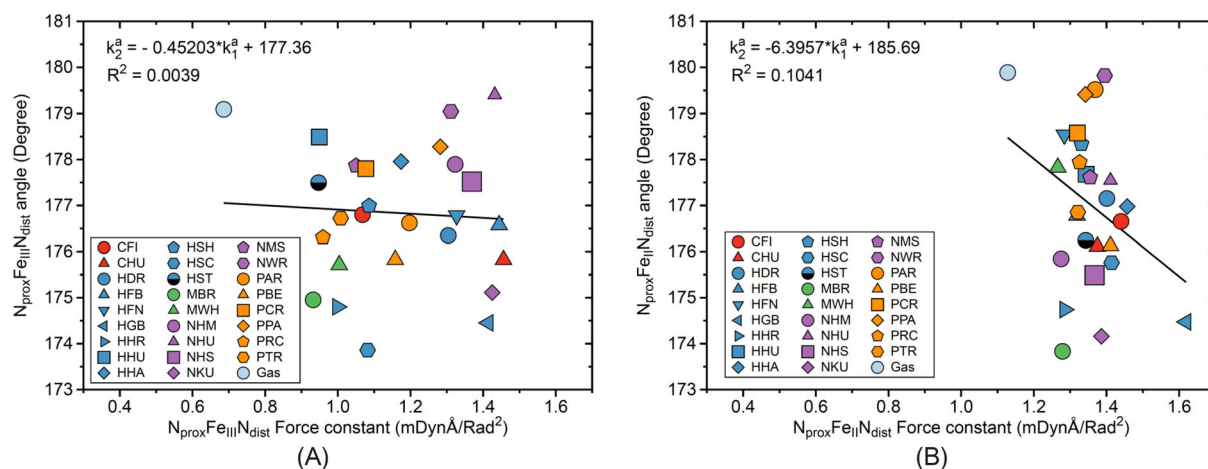 181
180
179
178
177
176
175
174
173
N_proxFe_IIIN_dist angle (Degree)
k₂ᵃ = - 0.45203*k₁ᵃ + 177.36
R² = 0.0039
CFI HSH NMS
CHU HSC NWR
HDR HST PAR
HFB MBR PBE
HFN MWH PCR
HGB NHM PPA
HHR NHU PRC
HHU NHS PTR
HHA NKU Gas
0.4 0.6 0.8 1.0 1.2 1.4 1.6
N_proxFe_IIIN_dist Force constant (mDynÅ/Rad²)
(A)
181
180
179
178
177
176
175
174
173
N_proxFe_IIN_dist angle (Degree)
k₂ᵃ = -6.3957*k₁ᵃ + 185.69
R² = 0.1041
CFI HSH NMS
CHU HSC NWR
HDR HST PAR
HFB MBR PBE
HFN MWH PCR
HGB NHM PPA
HHR NHU PRC
HHU NHS PTR
HHA NKU Gas
0.4 0.6 0.8 1.0 1.2 1.4 1.6
N_proxFe_IIN_dist Force constant (mDynÅ/Rad²)
(B)